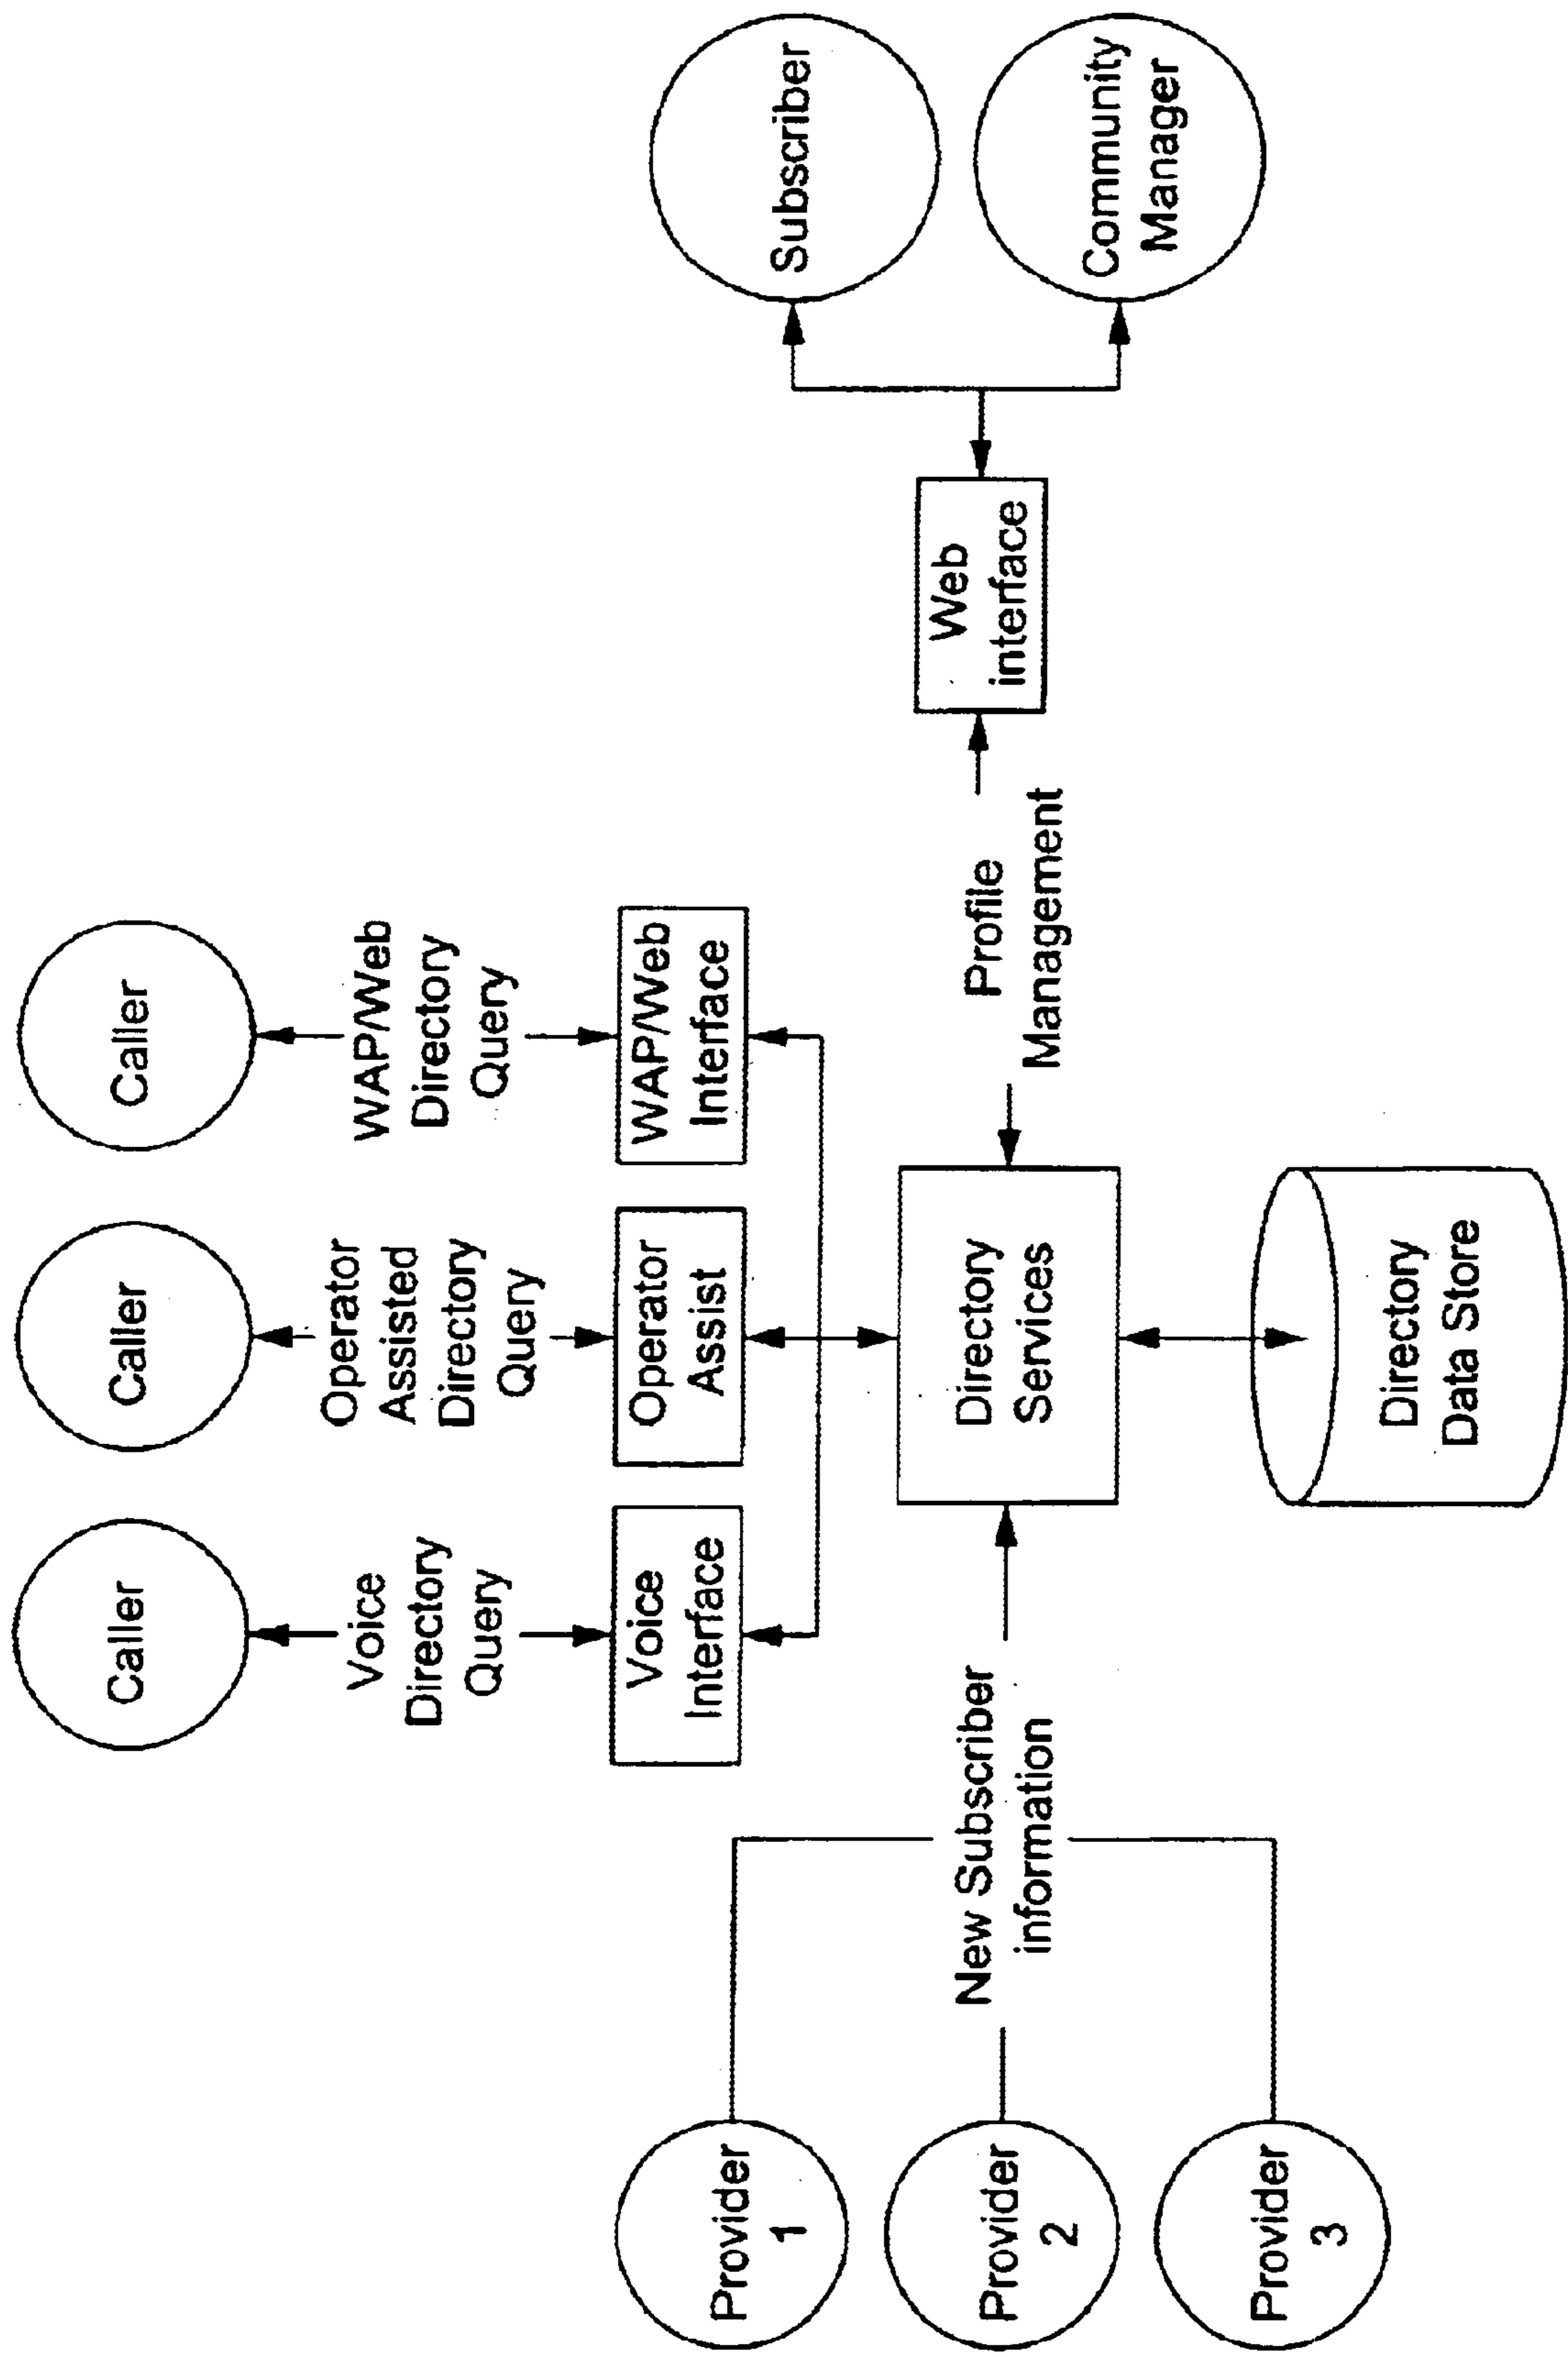 Caller
Caller
Caller
Voice
Directory
Query
Operator
Assisted
Directory
Query
WAP/Web
Directory
Query
Voice
Interface
Operator
Assist
WAP/Web
Interface
Provider
1
Provider
2
Provider
3
New Subscriber
information
Directory
Services
Profile
Management
Web
interface
Subscriber
Community
Manager
Directory
Data Store